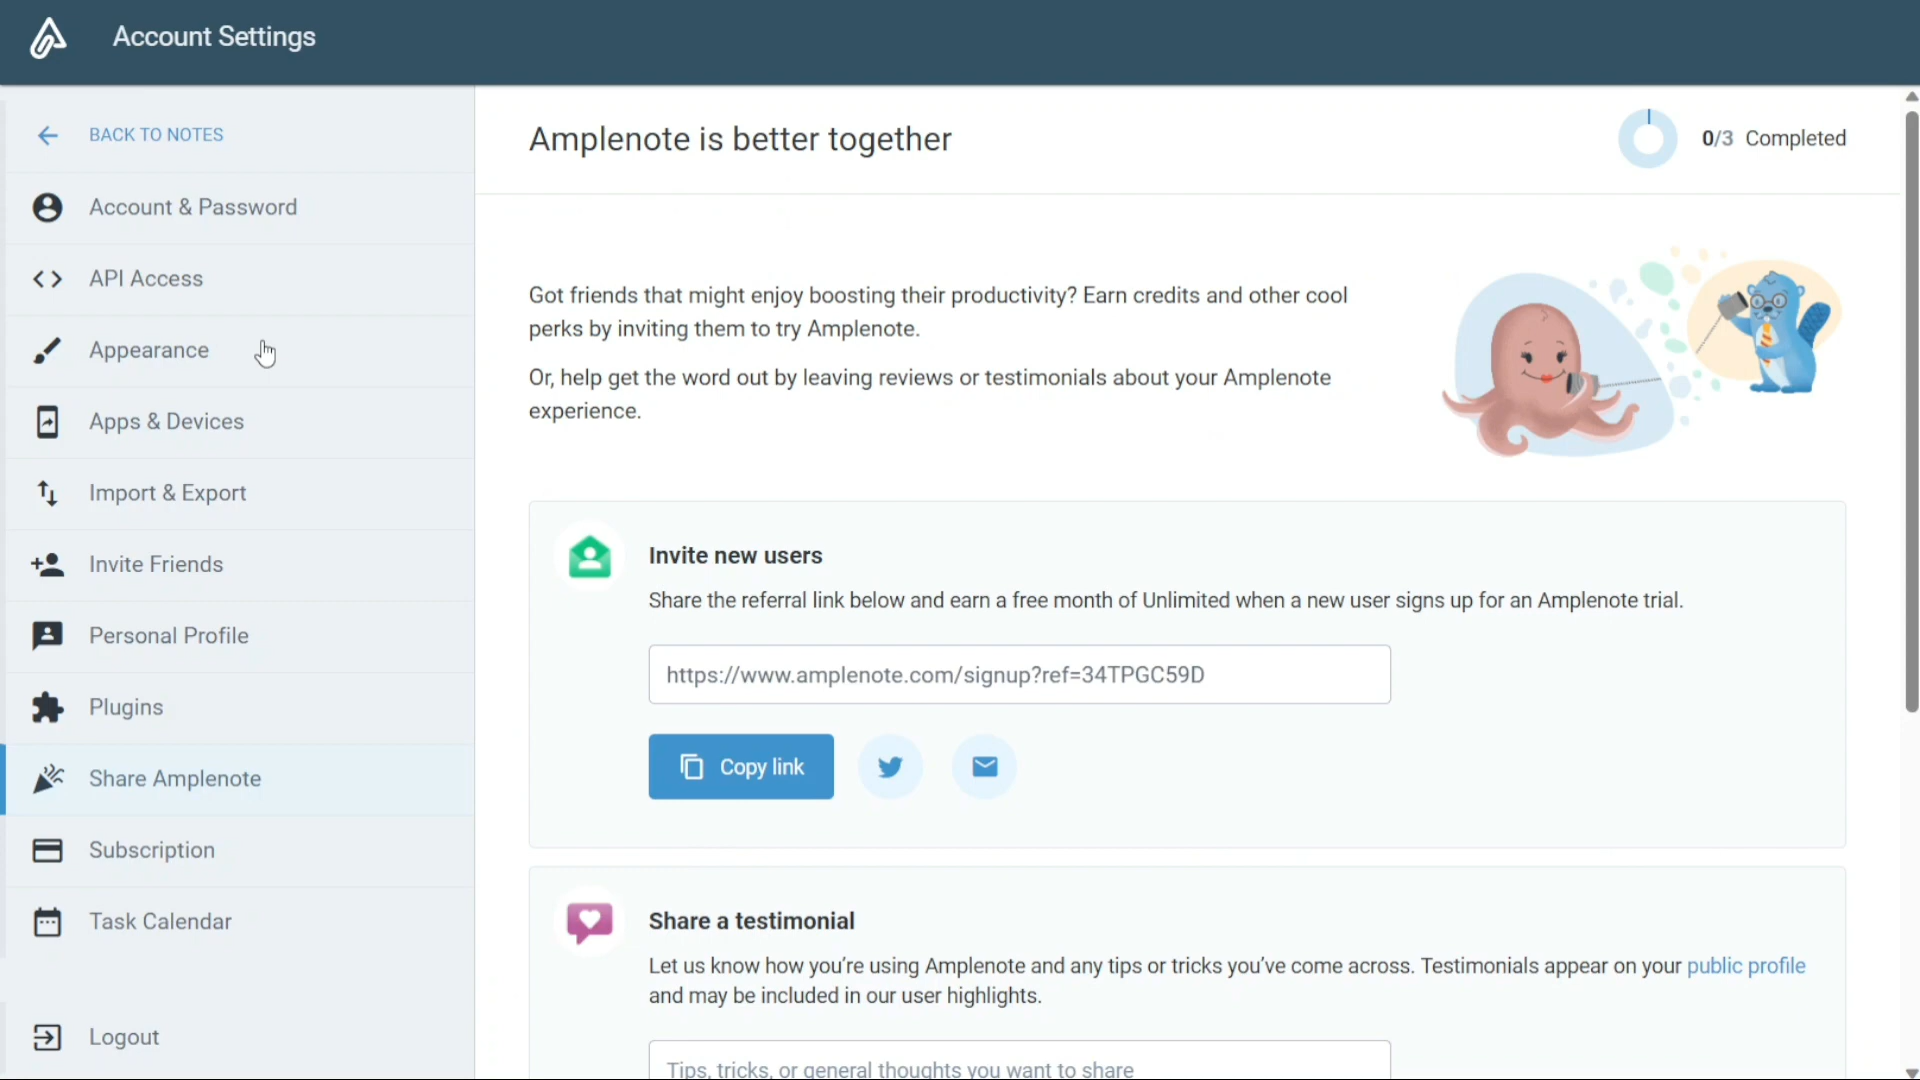 Account Settings
BACK TO NOTES
Account & Password
API Access
Appearance
Apps & Devices
Import & Export
Invite Friends
Personal Profile
Plugins
Share Amplenote
Subscription
Task Calendar
Logout
Amplenote is better together
0/3 Completed
Got friends that might enjoy boosting their productivity? Earn credits and other cool
perks by inviting them to try Amplenote.
Or, help get the word out by leaving reviews or testimonials about your Amplenote
experience.
Invite new users
Share the referral link below and earn a free month of Unlimited when a new user signs up for an Amplenote trial.
https://www.amplenote.com/signup?ref=34TPGC59D
Copy link
Share a testimonial
Let us know how you're using Amplenote and any tips or tricks you've come across. Testimonials appear on your public profile
and may be included in our user highlights.
Tips, tricks, or general thoughts you want to share